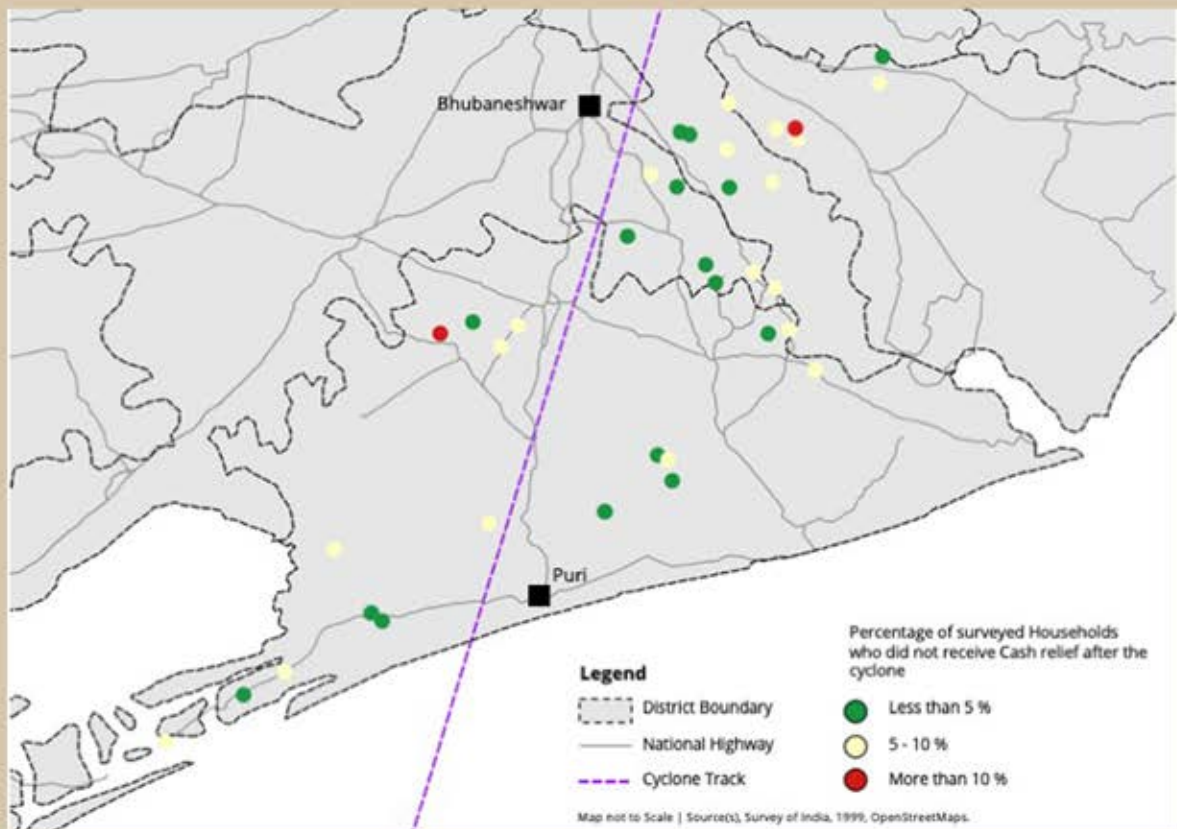 Bhubaneshwar
Puri
Legend
District Boundary
National Highway
Cyclone Track
Percentage of surveyed Households
who did not receive Cash relief after the
cyclone
Less than 5 %
5 - 10 %
More than 10 %
Map not to Scale | Source(s), Survey of India, 1999, OpenStreetMaps.